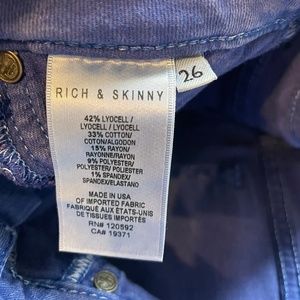 26
RICH & SKINNY
42% LYOCELL/
LYOCELL / LYOCELL
33% COTTON/
COTON/ALGODON
15% RAYON/
RAYONNE/RAYON
9% POLYESTER/
POLYESTER/ POLIESTER
1% SPANDEX/
SPANDEX/ELASTANO
MADE IN USA
OF IMPORTED FABRIC
FABRIQUÉ AUX ÉTATS-UNIS
DE TISSUES IMPORTÉS
RN# 120592
CA# 19371